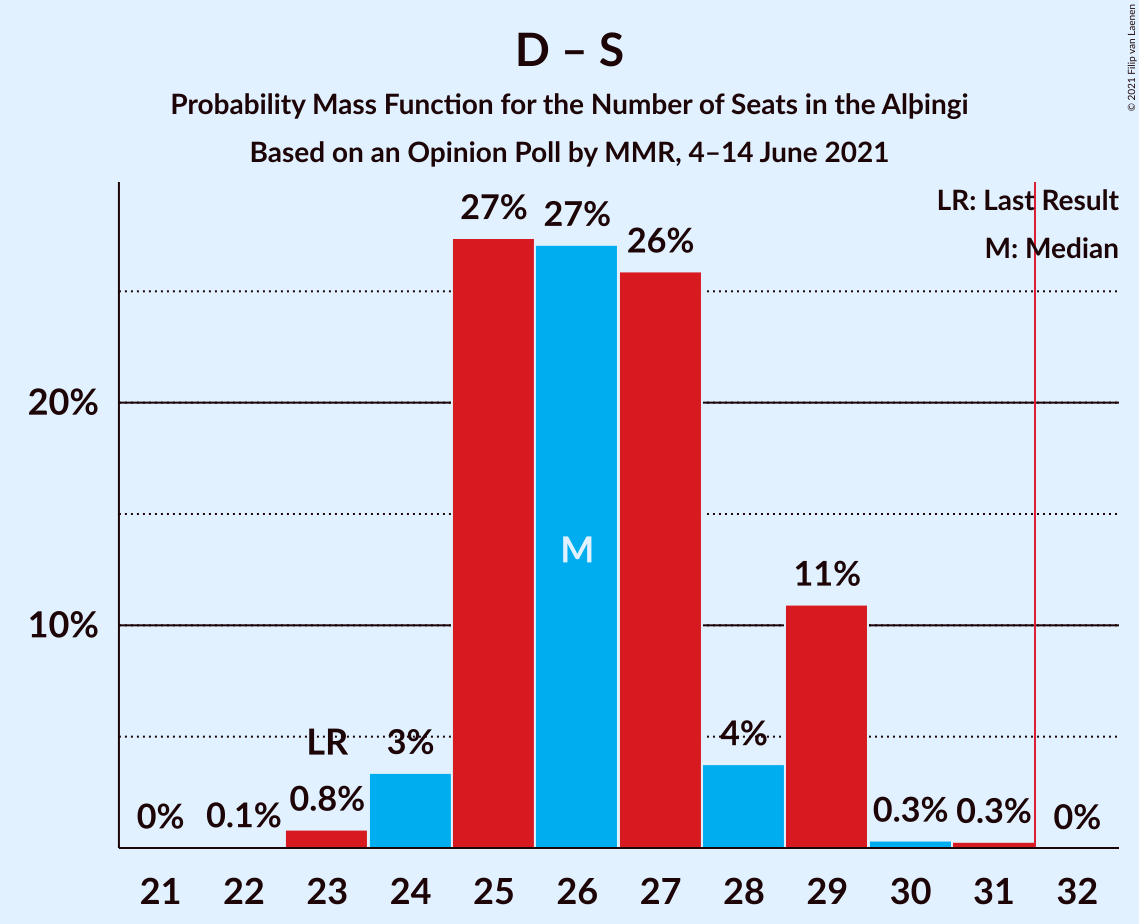 D – S
Probability Mass Function for the Number of Seats in the Alþingi
Based on an Opinion Poll by MMR, 4–14 June 2021
© 2021 Filip van Laenen
LR: Last Result
M: Median
27%
27%
26%
20%
M
11%
10%
LR
3%
4%
0%
0.1%
0.8%
0.3%
0.3%
0%
21 22 23 24 25 26 27 28 29 30 31 32